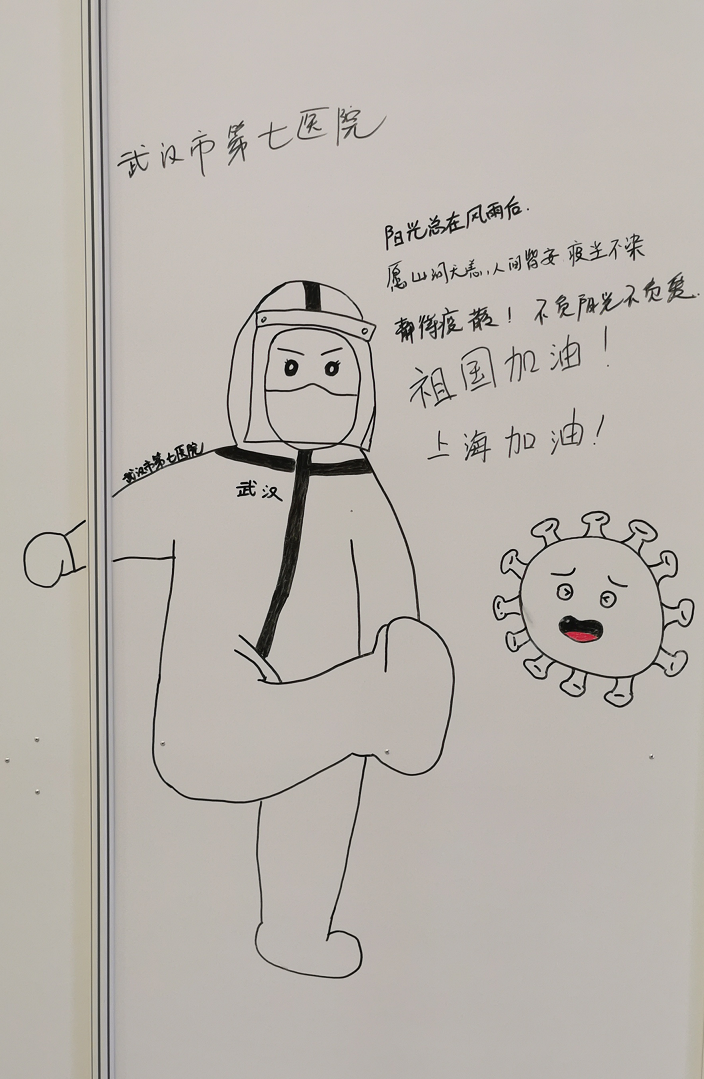 武汉市第七医院
阳光总在风雨后.
愿山河无恙,人间皆安 疫尘不染
静待疫散！不负阳光不负爱.
祖国加油！
上海加油！
武汉市第七医院
武汉